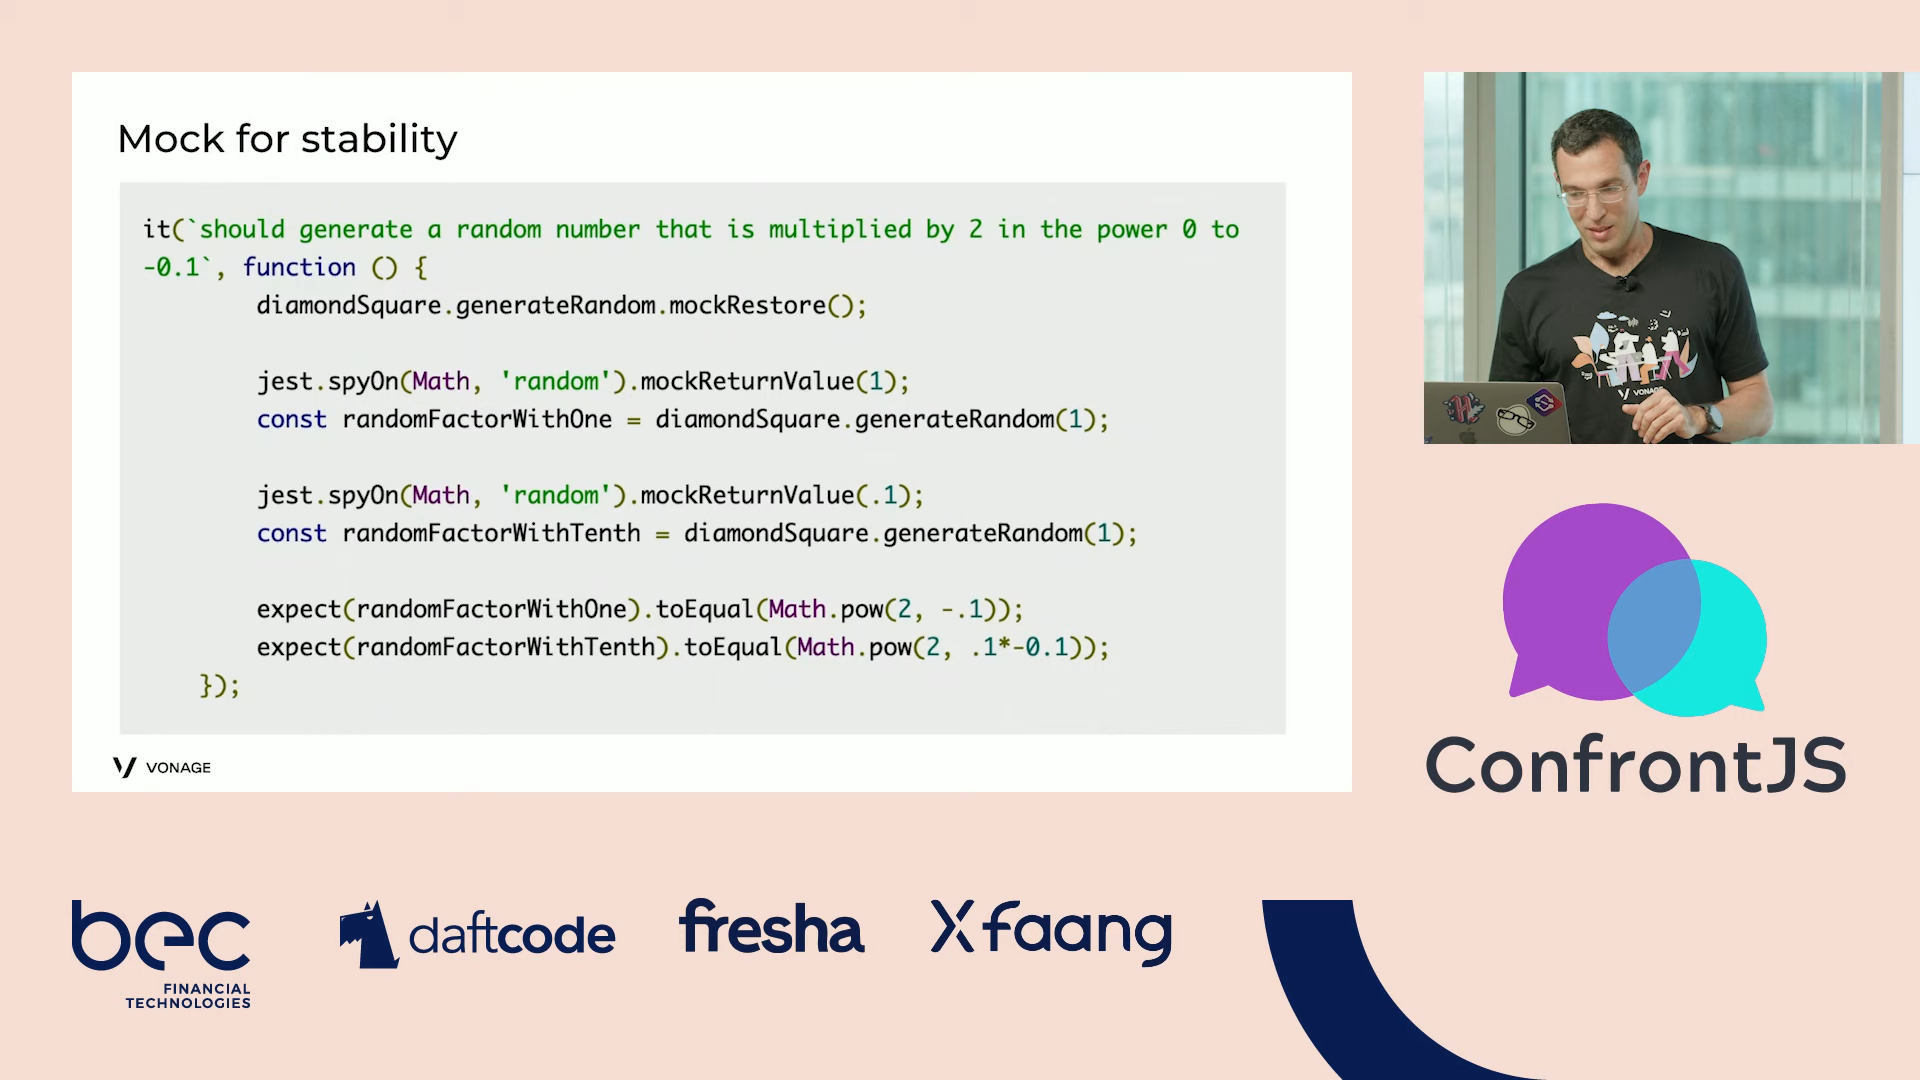 Mock for stability
it(`should generate a random number that is multiplied by 2 in the power 0 to
-0.1`, function () {
diamondSquare.generateRandom.mockRestore();
jest.spyOn(Math, 'random').mockReturnValue(1);
const randomFactorWithOne = diamondSquare.generateRandom(1);
jest.spyOn(Math, 'random').mockReturnValue(.1);
const randomFactorWithTenth = diamondSquare.generateRandom(1);
expect(randomFactorWithOne).toEqual(Math.pow(2, -.1));
expect(randomFactorWithTenth).toEqual(Math.pow(2, .1*-0.1));
});
VONAGE
VONAGE
ConfrontJS
bec
FINANCIAL
TECHNOLOGIES
daftcode
fresha
Xfaang